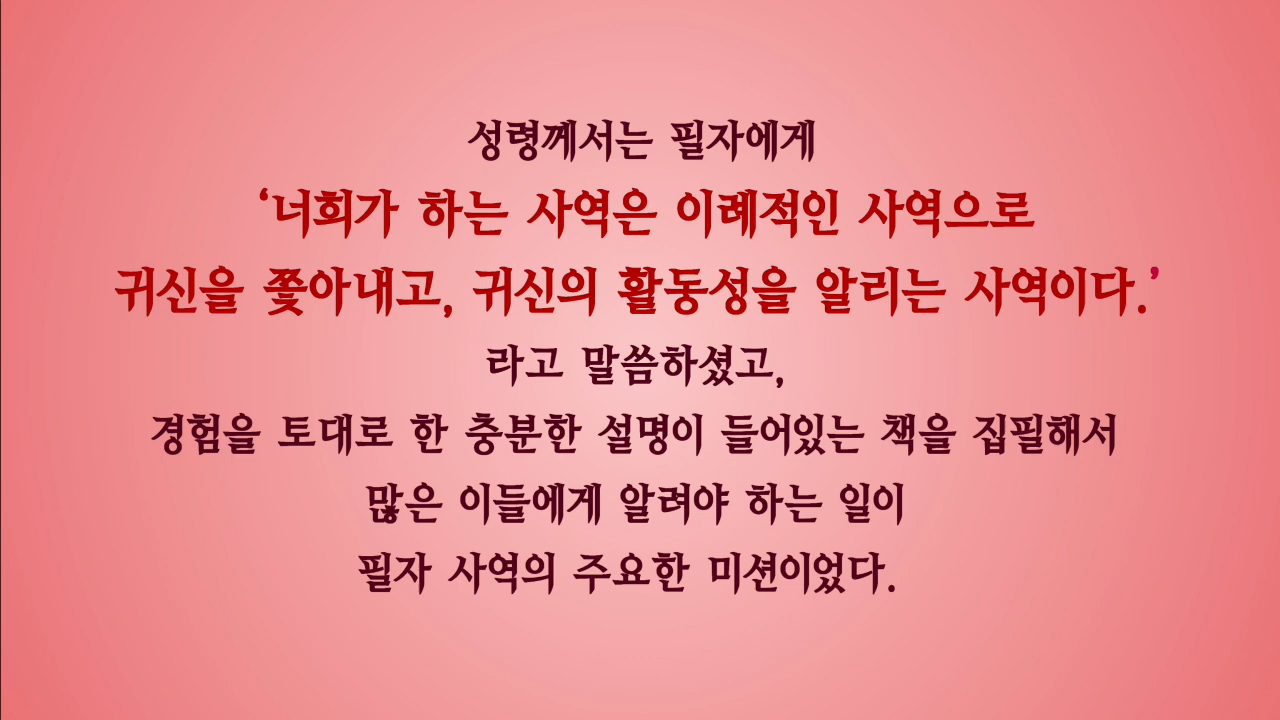 성령께서는 필자에게
‘너희가 하는 사역은 이례적인 사역으로
귀신을 쫓아내고, 귀신의 활동성을 알리는 사역이다.’
라고 말씀하셨고,
경험을 토대로 한 충분한 설명이 들어있는 책을 집필해서
많은 이들에게 알려야 하는 일이
필자 사역의 주요한 미션이었다.